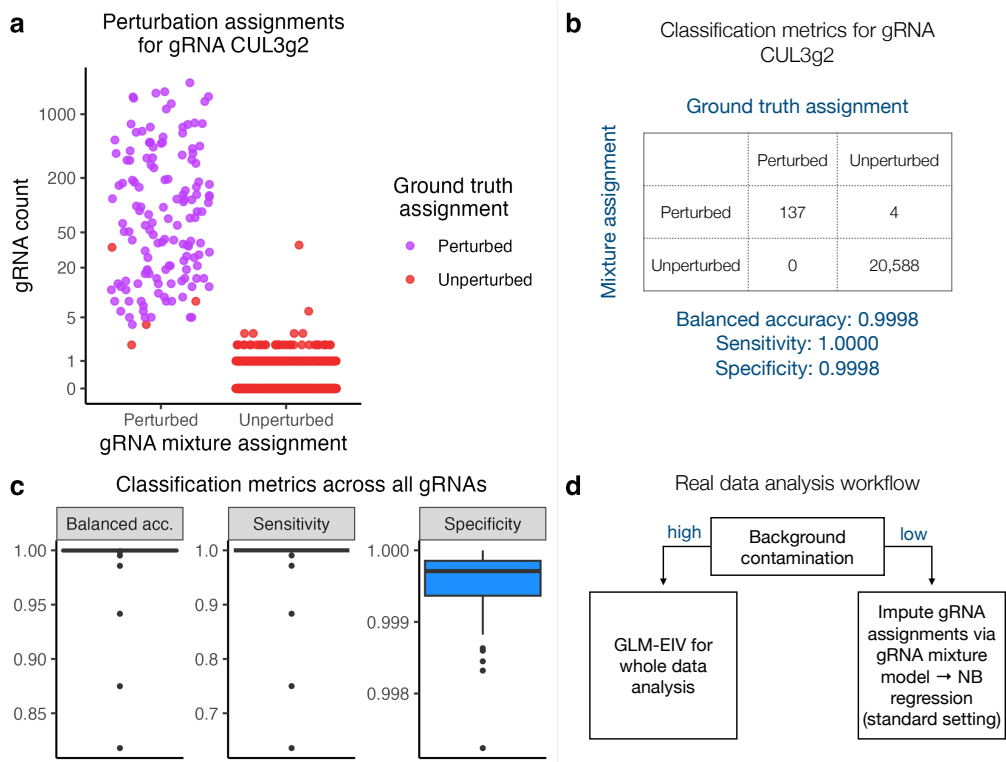 a
Perturbation assignments
for gRNA CUL3g2
gRNA count
1000
200
50
20
5
1
0
Perturbed
Unperturbed
gRNA mixture assignment
Ground truth
assignment
Perturbed
Unperturbed
b
Classification metrics for gRNA
CUL3g2
Ground truth assignment
Mixture assignment
Perturbed Unperturbed
Perturbed 137 4
Unperturbed 0 20,588
Balanced accuracy: 0.9998
Sensitivity: 1.0000
Specificity: 0.9998
c
Classification metrics across all gRNAs
Balanced acc.
1.00
0.95
0.90
0.85
Sensitivity
1.0
0.9
0.8
0.7
Specificity
1.000
0.999
0.998
d
Real data analysis workflow
high
Background
contamination
low
GLM-EIV for
whole data
analysis
Impute gRNA
assignments via
gRNA mixture
model → NB
regression
(standard setting)